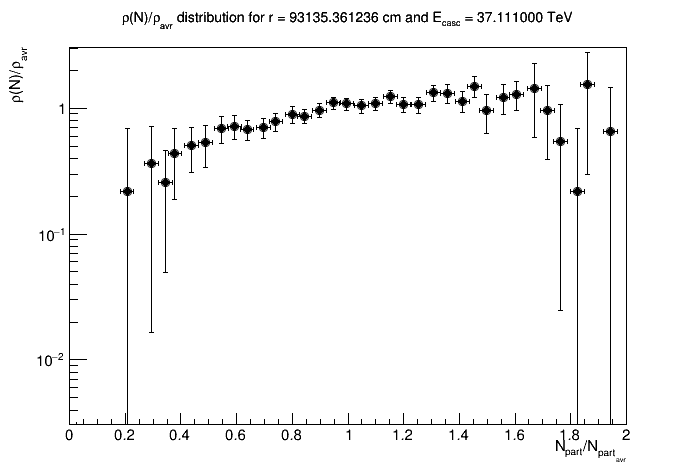 ρ(N)/ρavr distribution for r = 93135.361236 cm and Ecasc = 37.111000 TeV
ρ(N)/ρavr
1
10−1
10−2
0 0.2 0.4 0.6 0.8 1 1.2 1.4 1.6 1.8 2
Npart/Npartavr